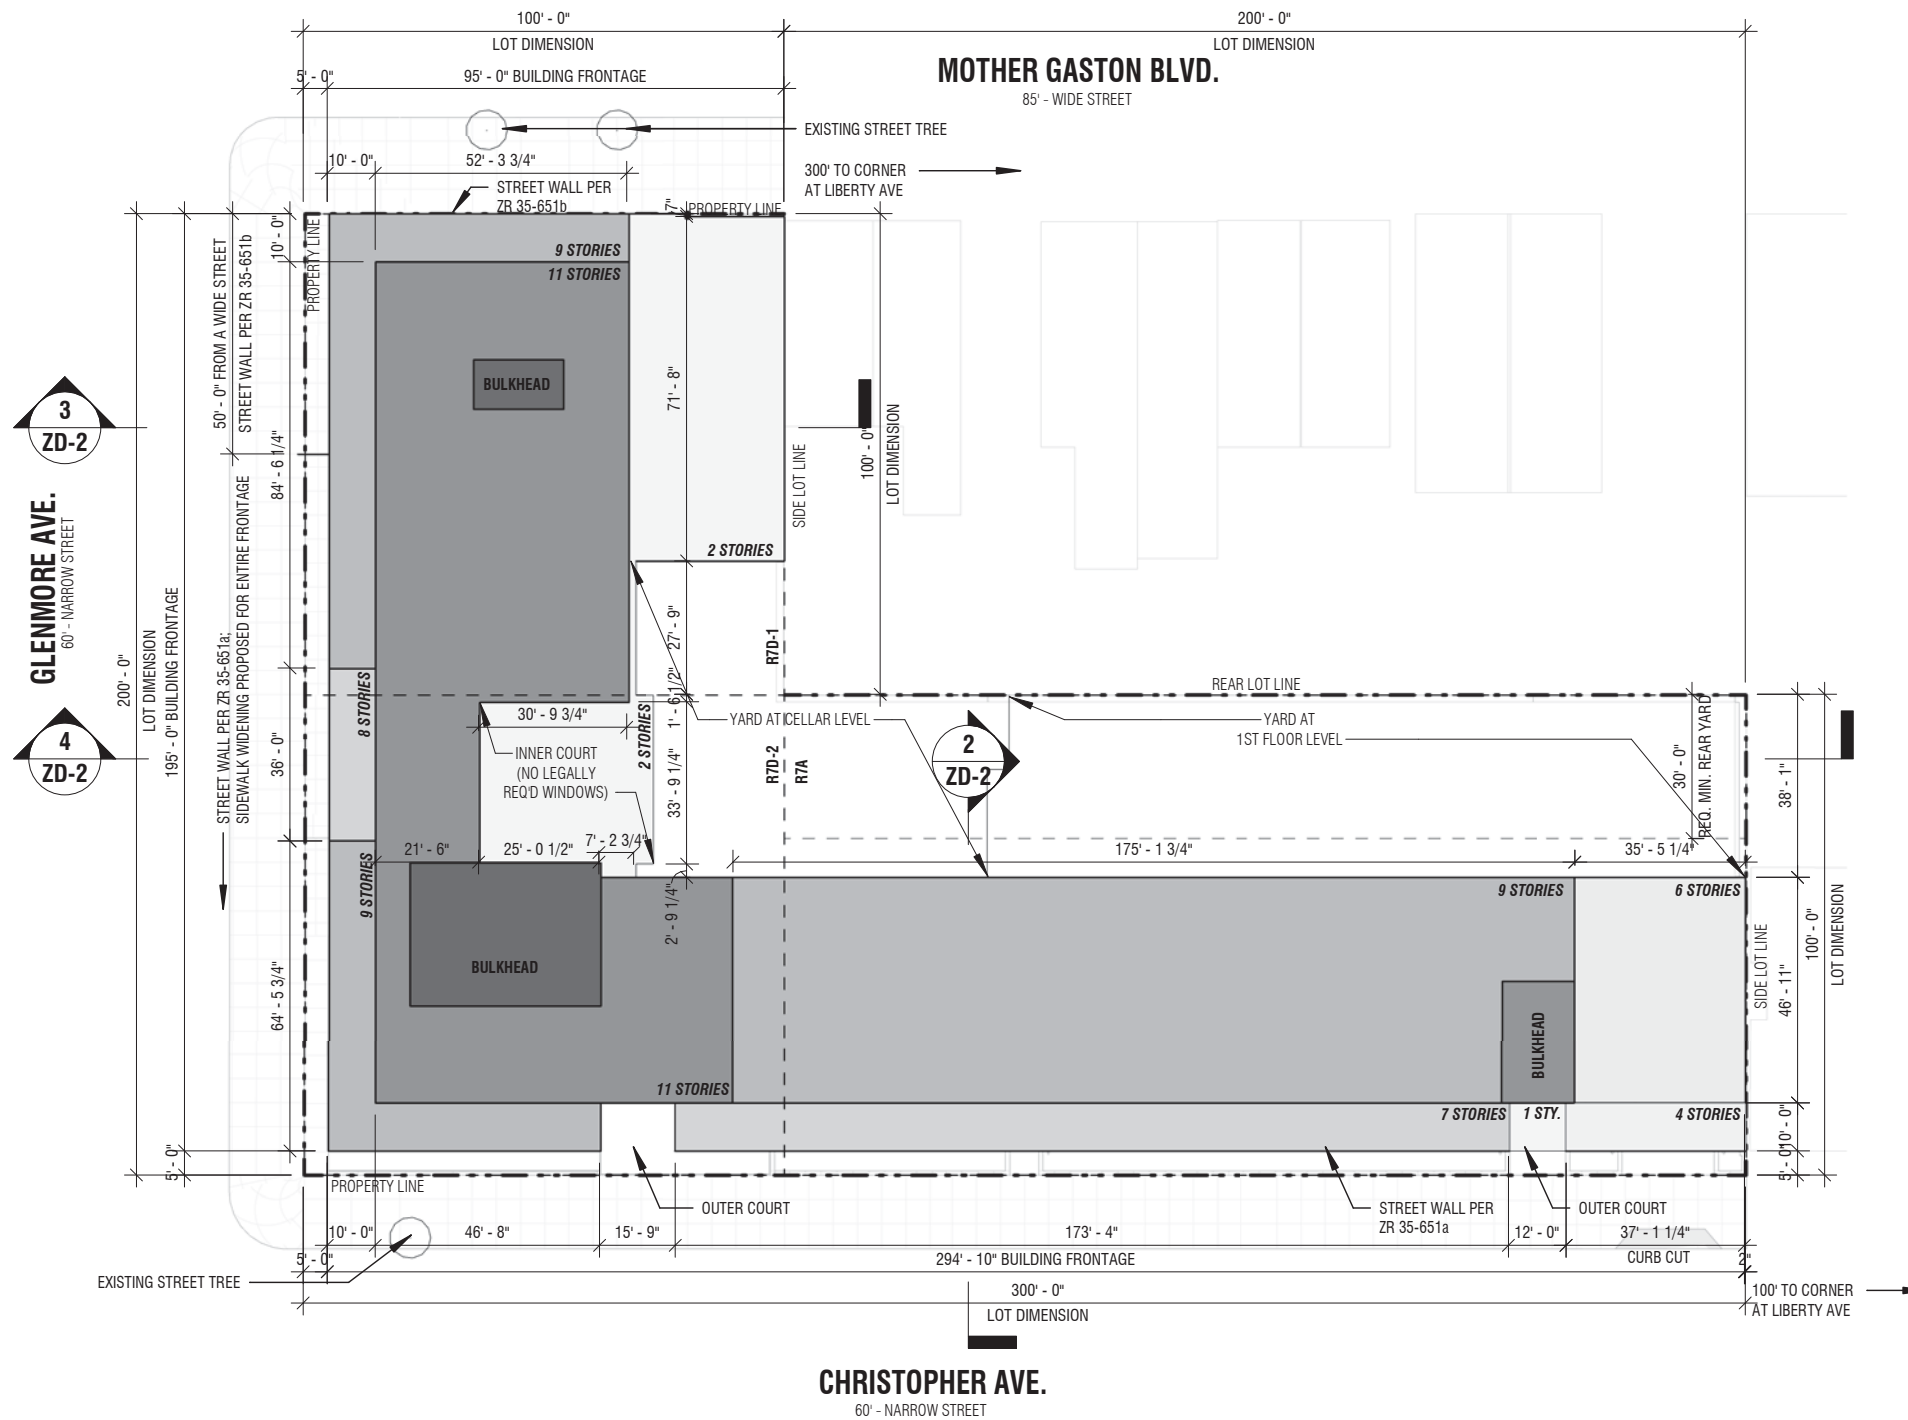 100' - 0"
200' - 0"
LOT DIMENSION
LOT DIMENSION
5' - 0"
95' - 0" BUILDING FRONTAGE
MOTHER GASTON BLVD.
85' - WIDE STREET
EXISTING STREET TREE
10' - 0"
52' - 3 3/4"
300' TO CORNER
AT LIBERTY AVE
STREET WALL PER
ZR 35-651b
7"
PROPERTY LINE
PROPERTY LINE
10' - 0"
9 STORIES
11 STORIES
50' - 0" FROM A WIDE STREET
STREET WALL PER ZR 35-651b
BULKHEAD
71' - 8"
3
ZD-2
84' - 6 1/4"
100' - 0"
LOT DIMENSION
SIDE LOT LINE
GLENMORE AVE.
60' - NARROW STREET
2 STORIES
200' - 0"
LOT DIMENSION
195' - 0" BUILDING FRONTAGE
STREET WALL PER ZR 35-651a;
SIDEWALK WIDENING PROPOSED FOR ENTIRE FRONTAGE
27' - 9"
R7D-1
REAR LOT LINE
1' - 6 1/2"
8 STORIES
30' - 9 3/4"
2 STORIES
YARD AT CELLAR LEVEL
YARD AT
1ST FLOOR LEVEL
4
ZD-2
36' - 0"
INNER COURT
(NO LEGALLY
REQ'D WINDOWS)
33' - 9 1/4"
R7D-2
R7A
2
ZD-2
30' - 0"
REQ. MIN. REAR YARD
38' - 1"
21' - 6"
25' - 0 1/2"
7' - 2 3/4"
175' - 1 3/4"
35' - 5 1/4"
9 STORIES
2' - 9 1/4"
9 STORIES
6 STORIES
100' - 0"
LOT DIMENSION
SIDE LOT LINE
BULKHEAD
64' - 5 3/4"
46' - 11"
BULKHEAD
11 STORIES
7 STORIES
1 STY.
4 STORIES
10' - 0"
5' - 0"
5' - 0"
PROPERTY LINE
OUTER COURT
STREET WALL PER
ZR 35-651a
OUTER COURT
10' - 0"
46' - 8"
15' - 9"
173' - 4"
12' - 0"
37' - 1 1/4"
5' - 0"
294' - 10" BUILDING FRONTAGE
CURB CUT
2"
EXISTING STREET TREE
300' - 0"
LOT DIMENSION
100' TO CORNER
AT LIBERTY AVE
CHRISTOPHER AVE.
60' - NARROW STREET